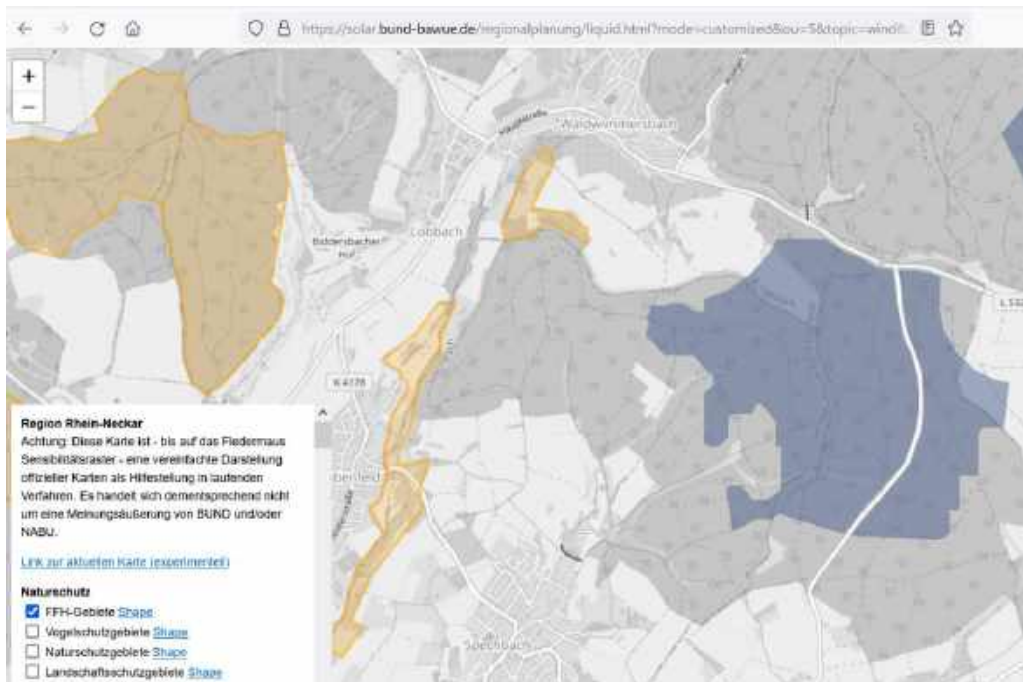 https://solar.bund-bawue.de/regionalplanung/liquid.html?mode=customized&ou=5&topic=wind
+
−
Hauptstraße
Waldwimmersbach
Biddersbacher
Hof
Lobbach
K 4178
Spechbach
Region Rhein-Neckar
Achtung: Diese Karte ist - bis auf das Fledermaus
Sensibilitätsraster - eine vereinfachte Darstellung
offizieller Karten als Hilfestellung in laufenden
Verfahren. Es handelt sich dementsprechend nicht
um eine Meinungsäußerung von BUND und/oder
NABU.
Link zur aktuellen Karte (experimentell)
Naturschutz
FFH-Gebiete Shape
Vogelschutzgebiete Shape
Naturschutzgebiete Shape
Landschaftsschutzgebiete Shape